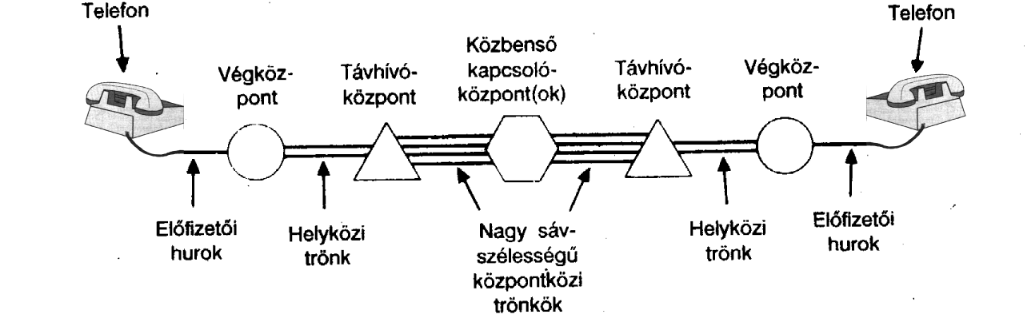 Telefon
Telefon
Végköz-
pont
Távhívó-
központ
Közbenső
kapcsoló-
központ(ok)
Távhívó-
központ
Végköz-
pont
Előfizetői
hurok
Helyközi
trönk
Nagy sáv-
szélességű
központközi
trönkök
Helyközi
trönk
Előfizetői
hurok